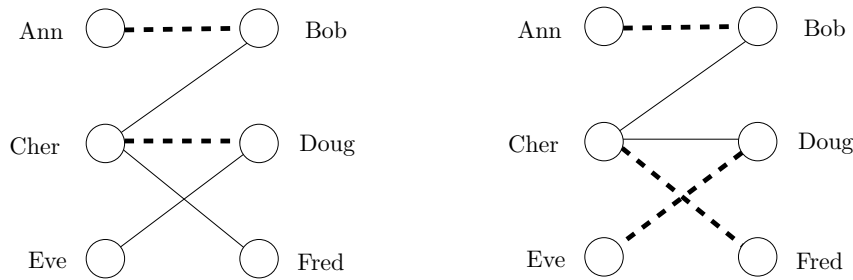 Ann Bob Ann Bob
Cher Doug Cher Doug
Eve Fred Eve Fred